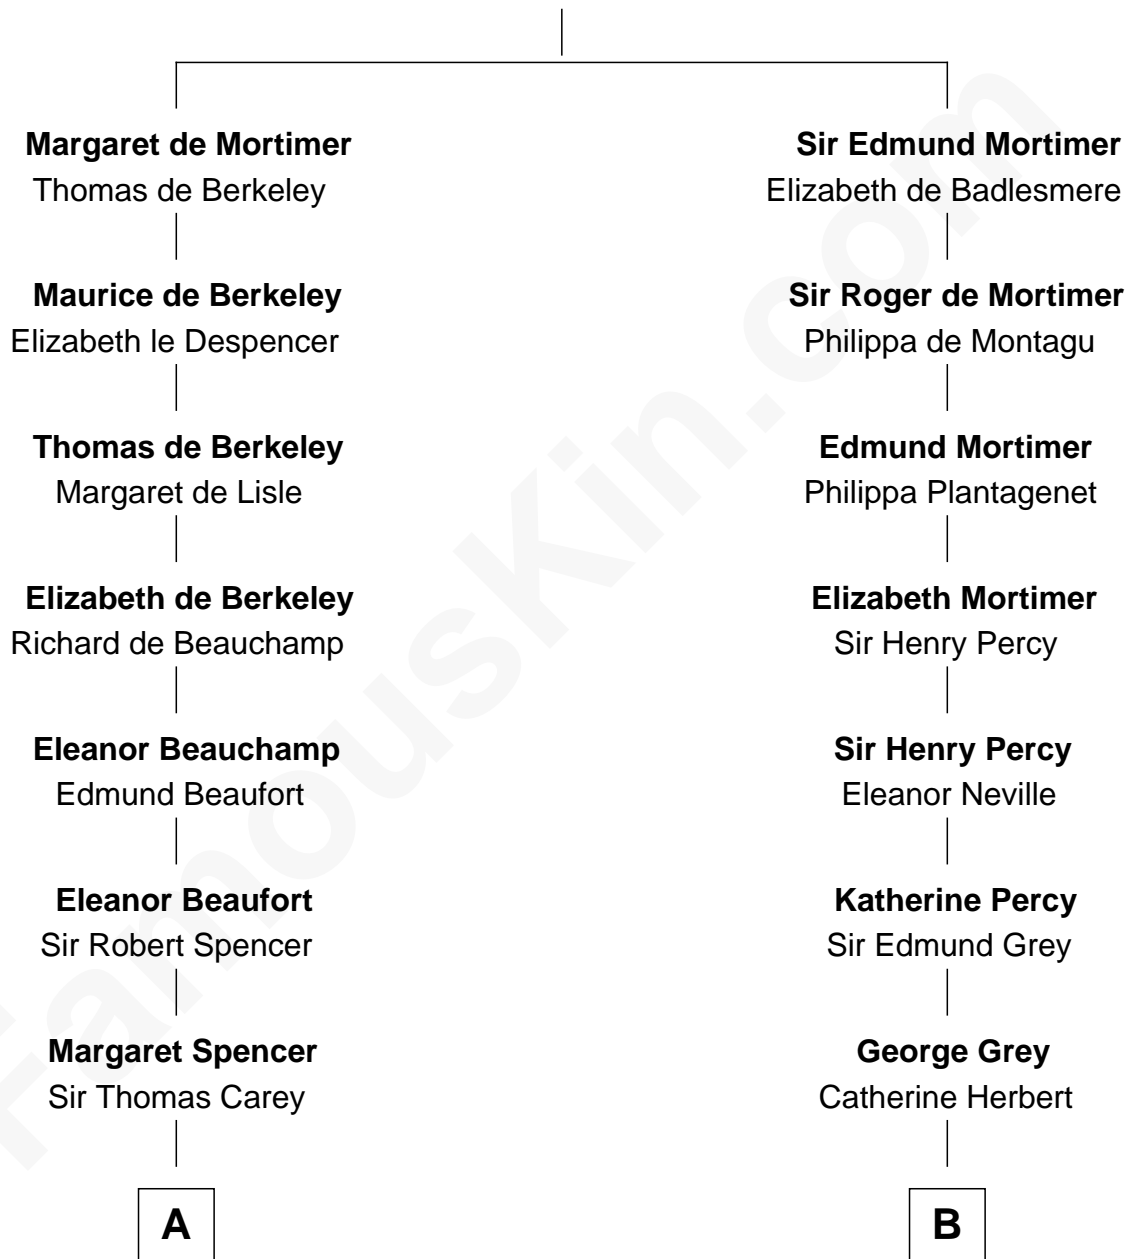 Margaret de Mortimer
Thomas de Berkeley
Maurice de Berkeley
Elizabeth le Despencer
Thomas de Berkeley
Margaret de Lisle
Elizabeth de Berkeley
Richard de Beauchamp
Eleanor Beauchamp
Edmund Beaufort
Eleanor Beaufort
Sir Robert Spencer
Margaret Spencer
Sir Thomas Carey
A
Sir Edmund Mortimer
Elizabeth de Badlesmere
Sir Roger de Mortimer
Philippa de Montagu
Edmund Mortimer
Philippa Plantagenet
Elizabeth Mortimer
Sir Henry Percy
Sir Henry Percy
Eleanor Neville
Katherine Percy
Sir Edmund Grey
George Grey
Catherine Herbert
B
FamousKin.com